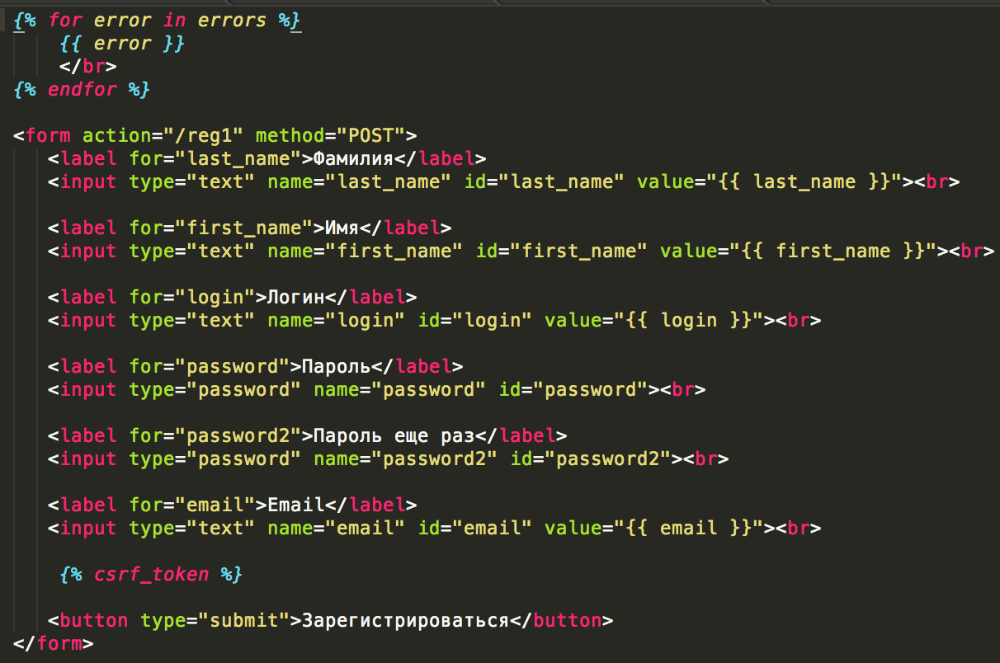 {% for error in errors %}
{{ error }}
</br>
{% endfor %}
<form action="/reg1" method="POST">
<label for="last_name">Фамилия</label>
<input type="text" name="last_name" id="last_name" value="{{ last_name }}"><br>
<label for="first_name">Имя</label>
<input type="text" name="first_name" id="first_name" value="{{ first_name }}"><br>
<label for="login">Логин</label>
<input type="text" name="login" id="login" value="{{ login }}"><br>
<label for="password">Пароль</label>
<input type="password" name="password" id="password"><br>
<label for="password2">Пароль еще раз</label>
<input type="password" name="password2" id="password2"><br>
<label for="email">Email</label>
<input type="text" name="email" id="email" value="{{ email }}"><br>
{% csrf_token %}
<button type="submit">Зарегистрироваться</button>
</form>